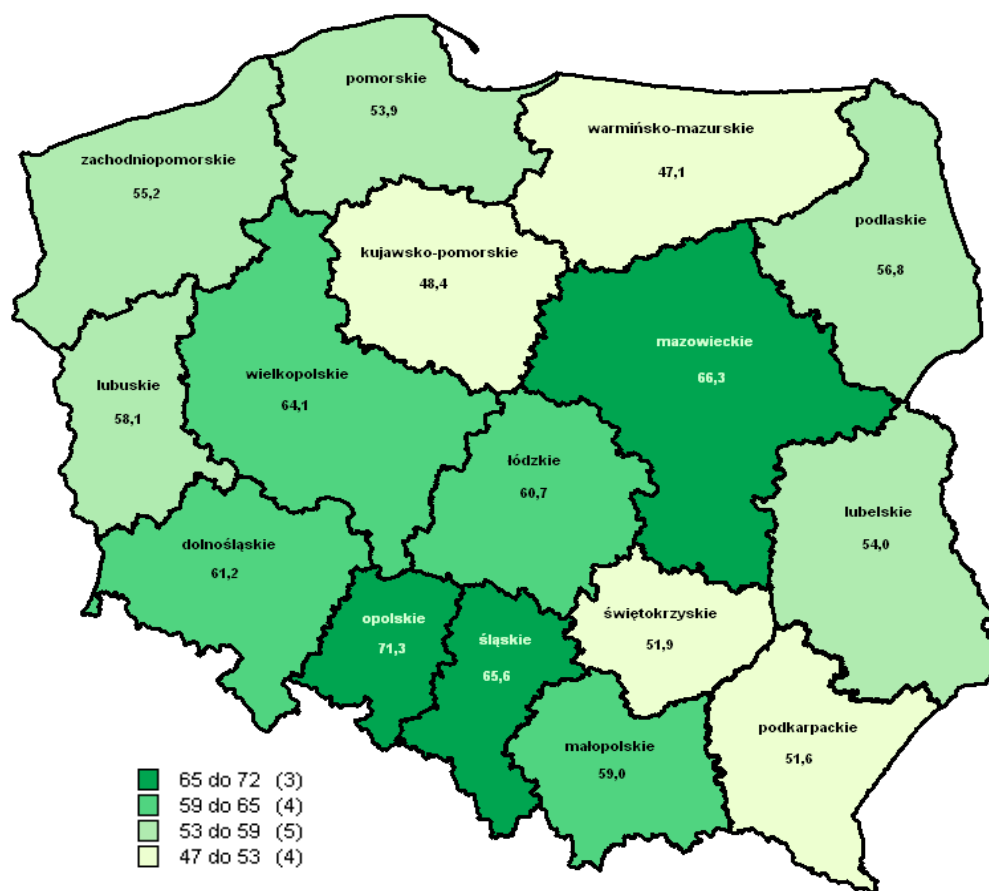 pomorskie
53,9
warmińsko-mazurskie
47,1
zachodniopomorskie
55,2
podlaskie
56,8
kujawsko-pomorskie
48,4
mazowieckie
66,3
lubuskie
58,1
wielkopolskie
64,1
łódzkie
60,7
lubelskie
54,0
dolnośląskie
61,2
opolskie
71,3
śląskie
65,6
świętokrzyskie
51,9
podkarpackie
51,6
małopolskie
59,0
65 do 72 (3)
59 do 65 (4)
53 do 59 (5)
47 do 53 (4)